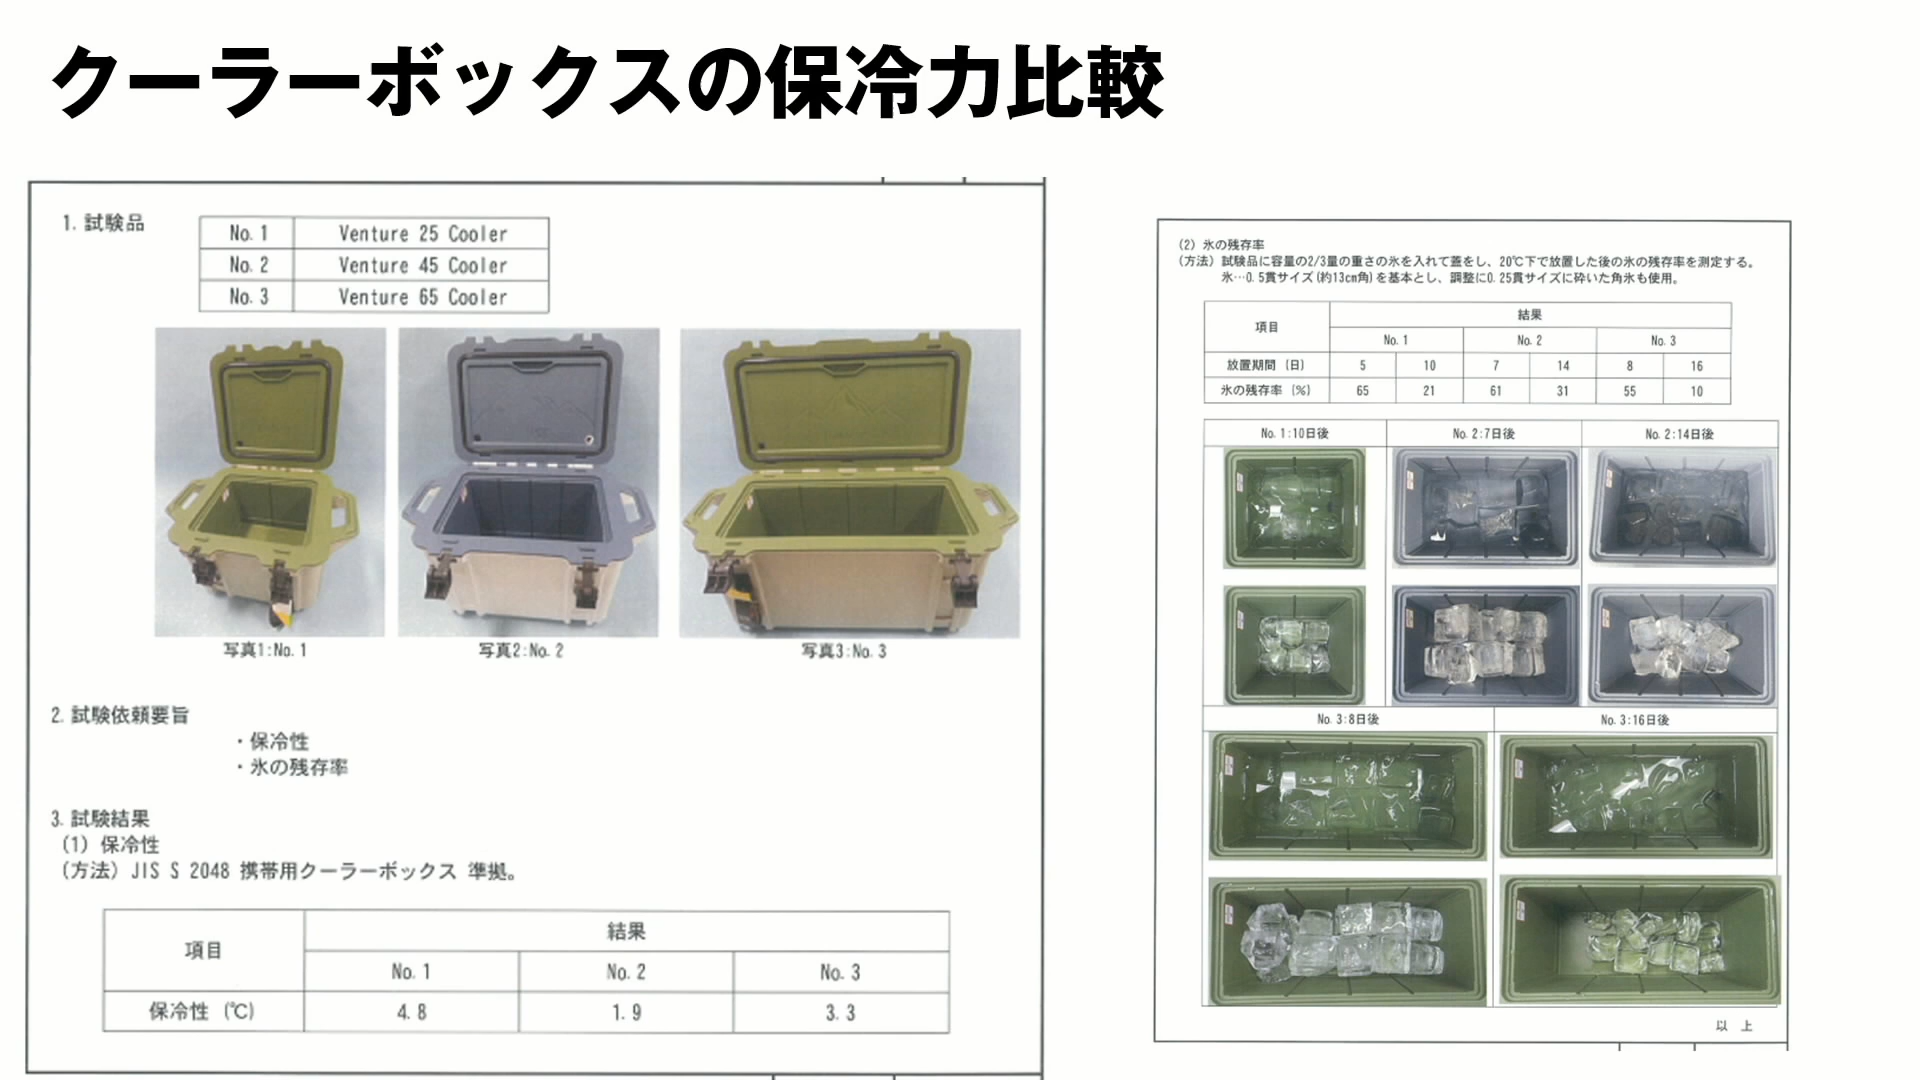 クーラーボックスの保冷力比較
1. 試験品
No. 1 Venture 25 Cooler
No. 2 Venture 45 Cooler
No. 3 Venture 65 Cooler
写真1:No. 1 写真2:No. 2 写真3:No. 3
2. 試験依頼要旨
・保冷性
・氷の残存率
3. 試験結果
(1) 保冷性
(方法) JIS S 2048 携帯用クーラーボックス 準拠。
項目 結果
No. 1 No. 2 No. 3
保冷性 (℃) 4. 8 1. 9 3. 3
(2) 氷の残存率
(方法) 試験品に容量の2/3量の重さの氷を入れて蓋をし、20℃下で放置した後の氷の残存率を測定する。
氷…0. 5貫サイズ(約13cm角)を基本とし、調整に0. 25貫サイズに砕いた角氷も使用。
項目 結果
No. 1 No. 2 No. 3
放置期間 (日) 5 10 7 14 8 16
氷の残存率 (%) 65 21 61 31 55 10
No. 1:10日後 No. 2:7日後 No. 2:14日後
No. 3:8日後 No. 3:16日後
以 上